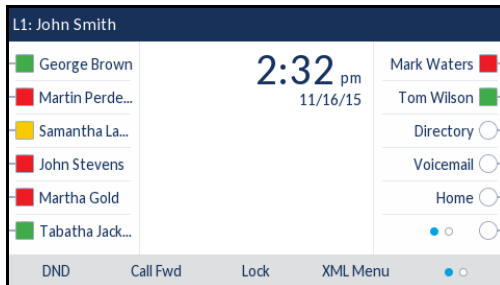 L1: John Smith
George Brown
Martin Perde...
Samantha La...
John Stevens
Martha Gold
Tabatha Jack...
2:32 pm
11/16/15
Mark Waters
Tom Wilson
Directory
Voicemail
Home
DND Call Fwd Lock XML Menu